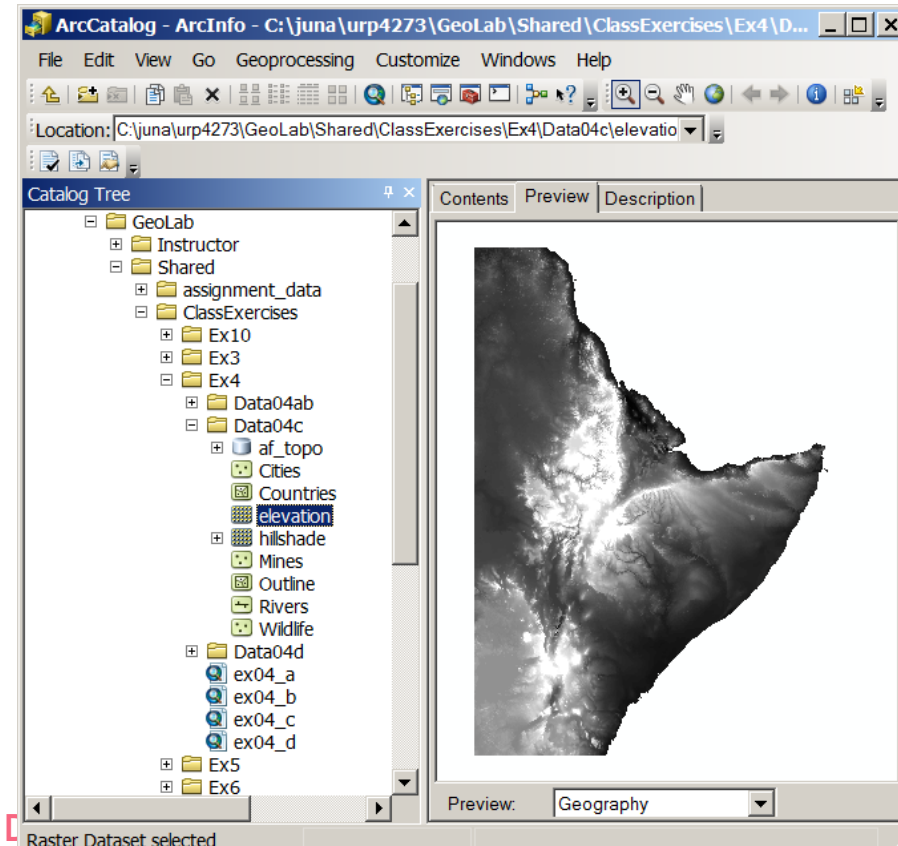 ArcCatalog - ArcInfo - C:\juna\urp4273\GeoLab\Shared\ClassExercises\Ex4\D...
File Edit View Go Geoprocessing Customize Windows Help
Location: C:\juna\urp4273\GeoLab\Shared\ClassExercises\Ex4\Data04c\elevatio
Catalog Tree
GeoLab
Instructor
Shared
assignment_data
ClassExercises
Ex10
Ex3
Ex4
Data04ab
Data04c
af_topo
Cities
Countries
elevation
hillshade
Mines
Outline
Rivers
Wildlife
Data04d
ex04_a
ex04_b
ex04_c
ex04_d
Ex5
Ex6
Contents Preview Description
Preview: Geography
Raster Dataset selected